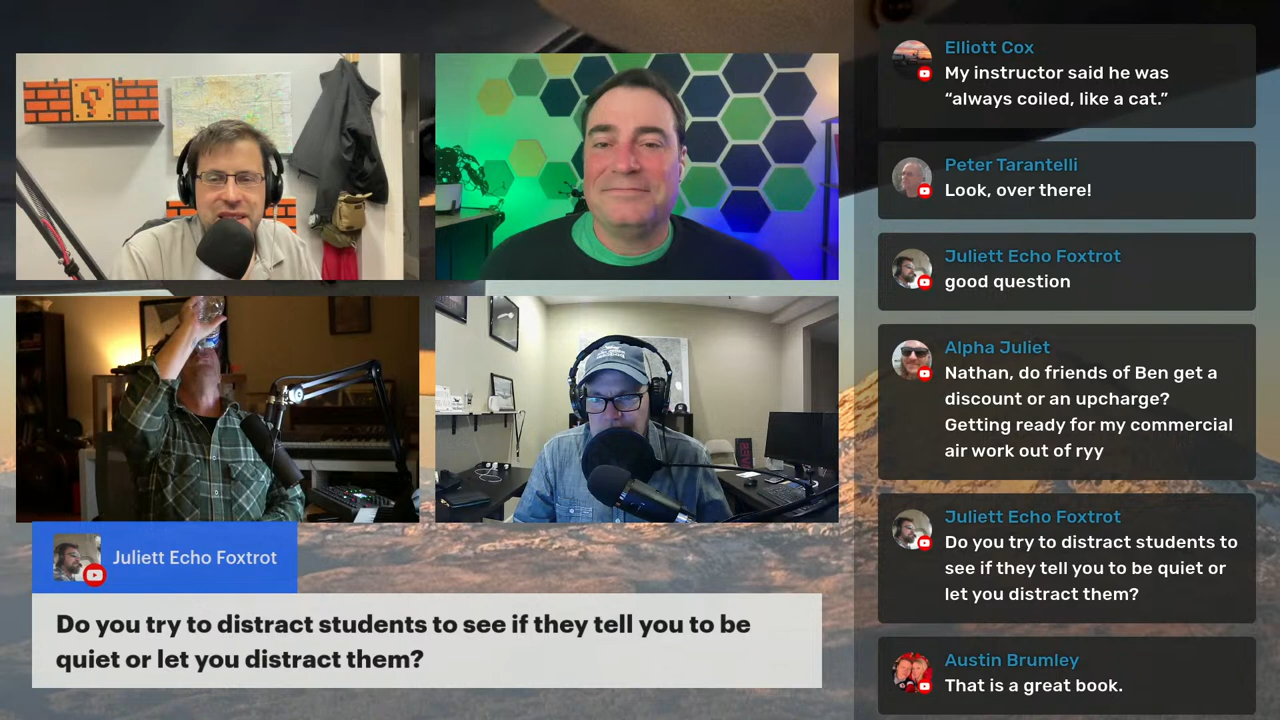 Elliott Cox
My instructor said he was
“always coiled, like a cat.”
Peter Tarantelli
Look, over there!
Juliett Echo Foxtrot
good question
Alpha Juliet
Nathan, do friends of Ben get a
discount or an upcharge?
Getting ready for my commercial
air work out of ryy
Juliett Echo Foxtrot
Do you try to distract students to
see if they tell you to be quiet or
let you distract them?
Austin Brumley
That is a great book.
Juliett Echo Foxtrot
Do you try to distract students to see if they tell you to be
quiet or let you distract them?